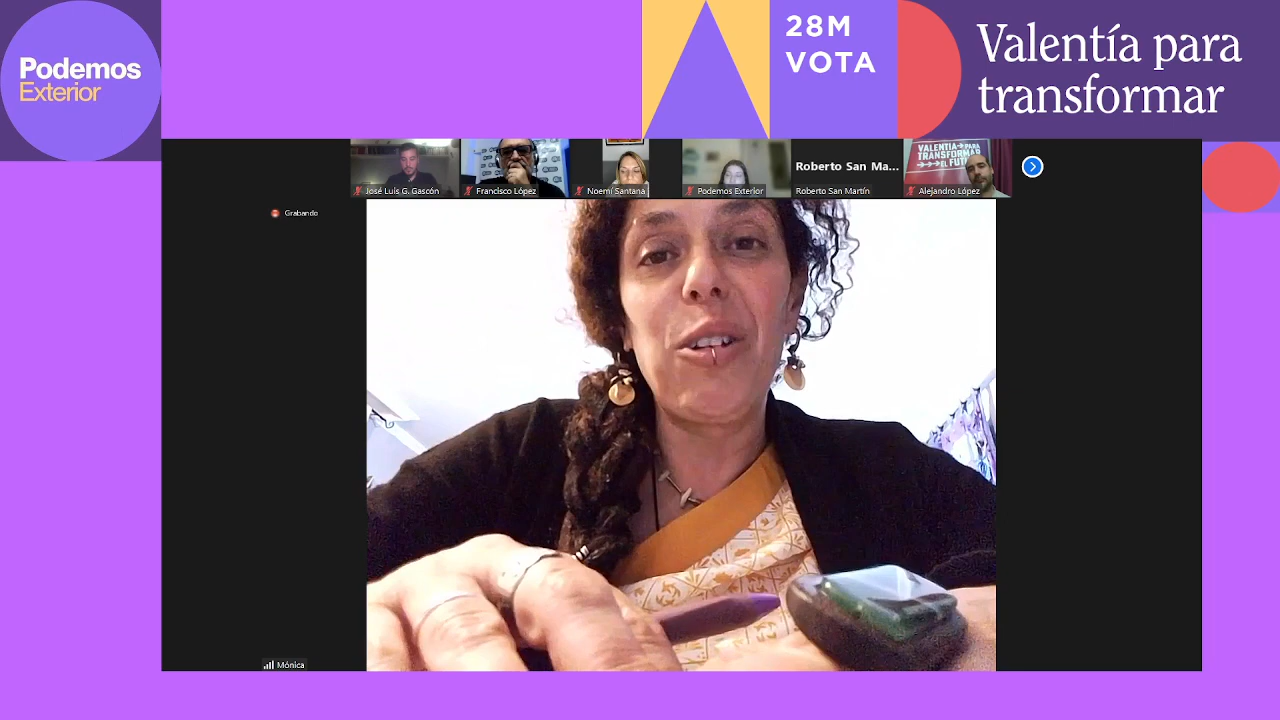 Podemos
Exterior
28M
VOTA
Valentía para
transformar
José Luis G. Gascón
Francisco López
Noemí Santana
Podemos Exterior
Roberto San Ma...
Roberto San Martín
VALENTÍA PARA
TRANSFORMAR
EL FUTU
Alejandro López
Grabando
Mónica